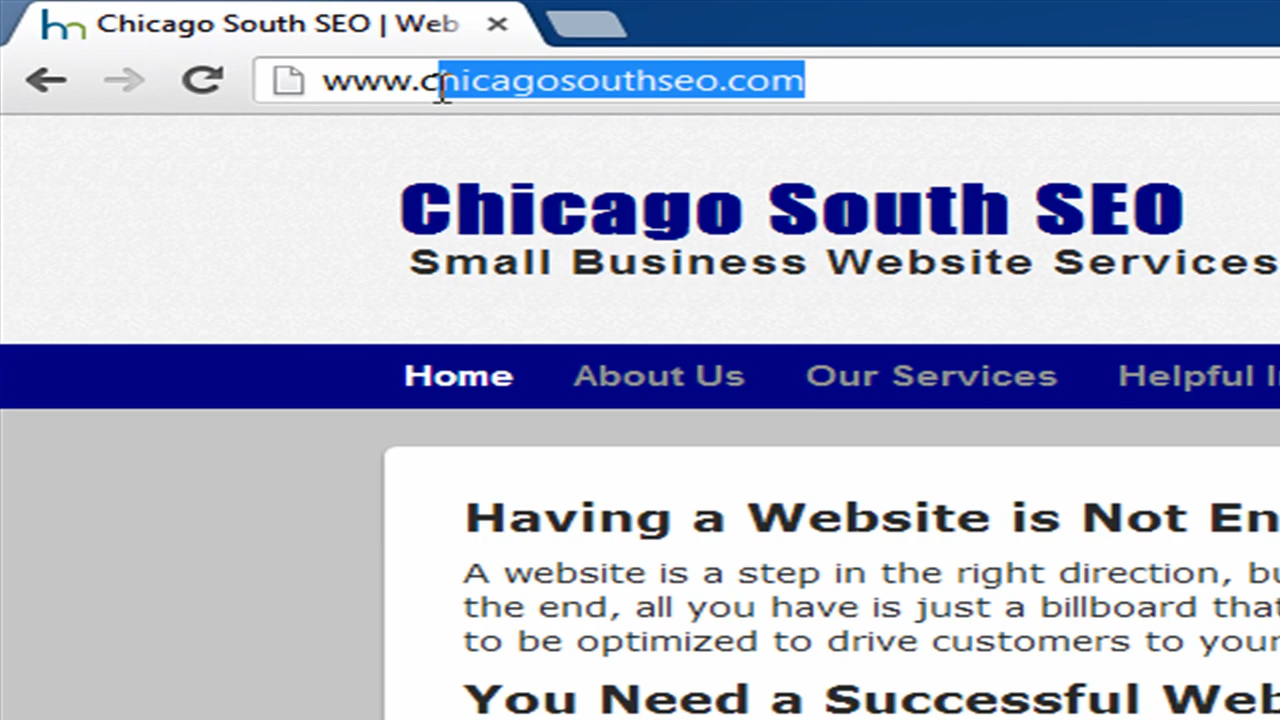 Chicago South SEO | Web
www.chicagosouthseo.com
Chicago South SEO
Small Business Website Services
Home About Us Our Services Helpful
Having a Website is Not
A website is a step in the right direction,
the end, all you have is just a billboard that
to be optimized to drive customers to your
You Need a Successful Web